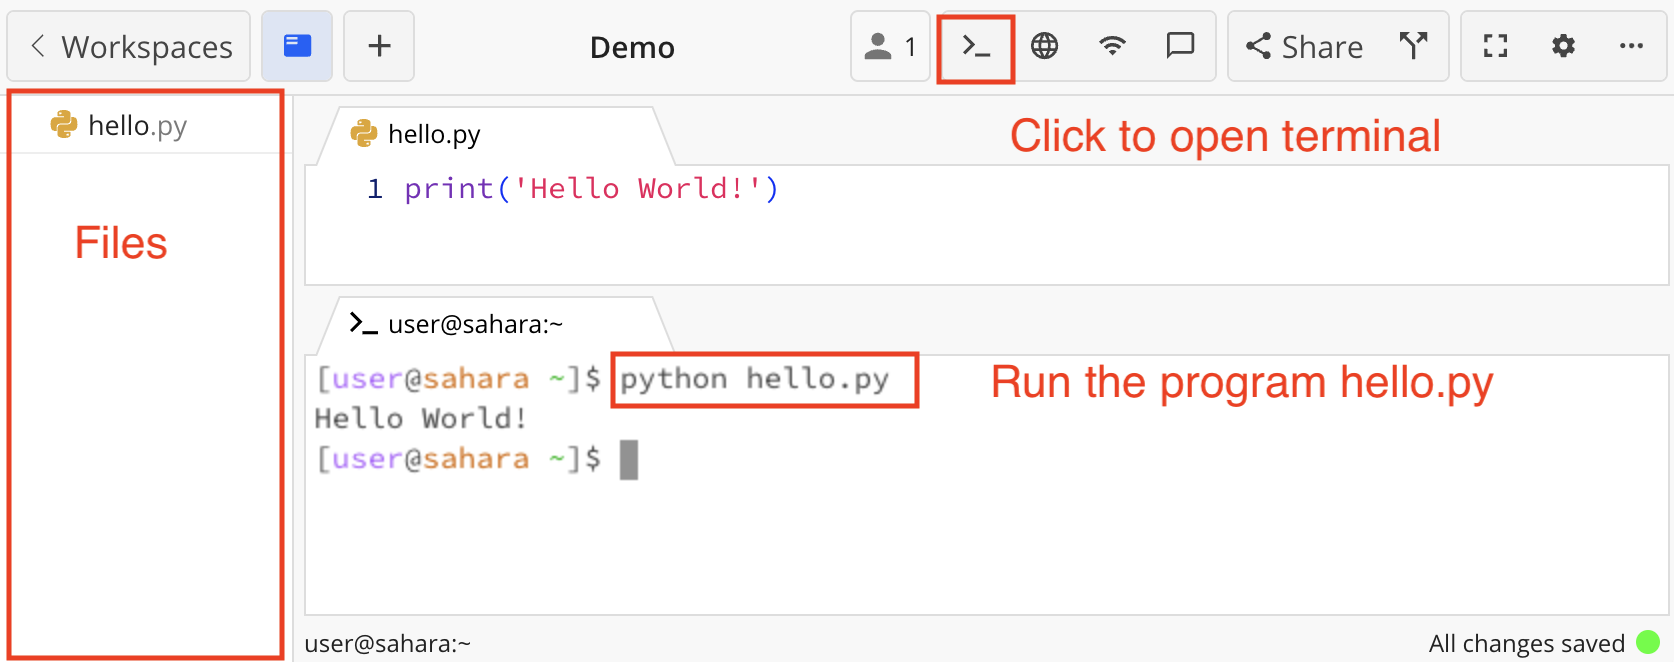 Workspaces
Demo
1
Share
hello.py
Files
hello.py
Click to open terminal
1 print('Hello World!')
user@sahara:~
[user@sahara ~]$ python hello.py
Run the program hello.py
Hello World!
[user@sahara ~]$
user@sahara:~
All changes saved